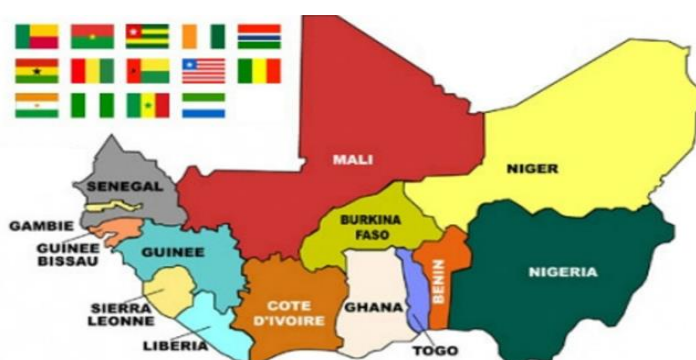 MALI
NIGER
SENEGAL
BURKINA
FASO
GAMBIE
GUINEE
BISSAU
GUINEE
NIGERIA
BENIN
SIERRA
LEONNE
COTE
D'IVOIRE
GHANA
LIBERIA
TOGO